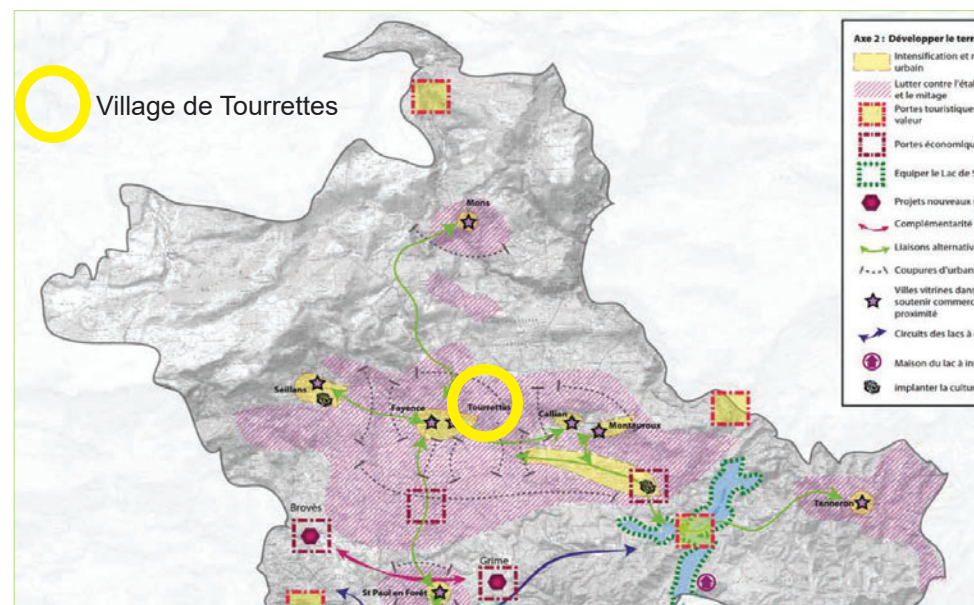 Village de Tourrettes
Axe 2 : Développer le terr
Intensification et r
urbain
Lutter contre l'étal
et le mitage
Portes touristique
valeur
Portes économiqu
Equiper le Lac de S
Projets nouveaux s
Complémentarité
Liaisons alternativ
Coupures d'urban
Villes vitrines dans
soutenir commerc
proximité
Circuits des lacs à
Maison du lac à in
implanter la cultur
Mons
Seillans
Fayence
Tourrettes
Callian
Montauroux
Tanneron
Brovès
Grime
St Paul en Forêt